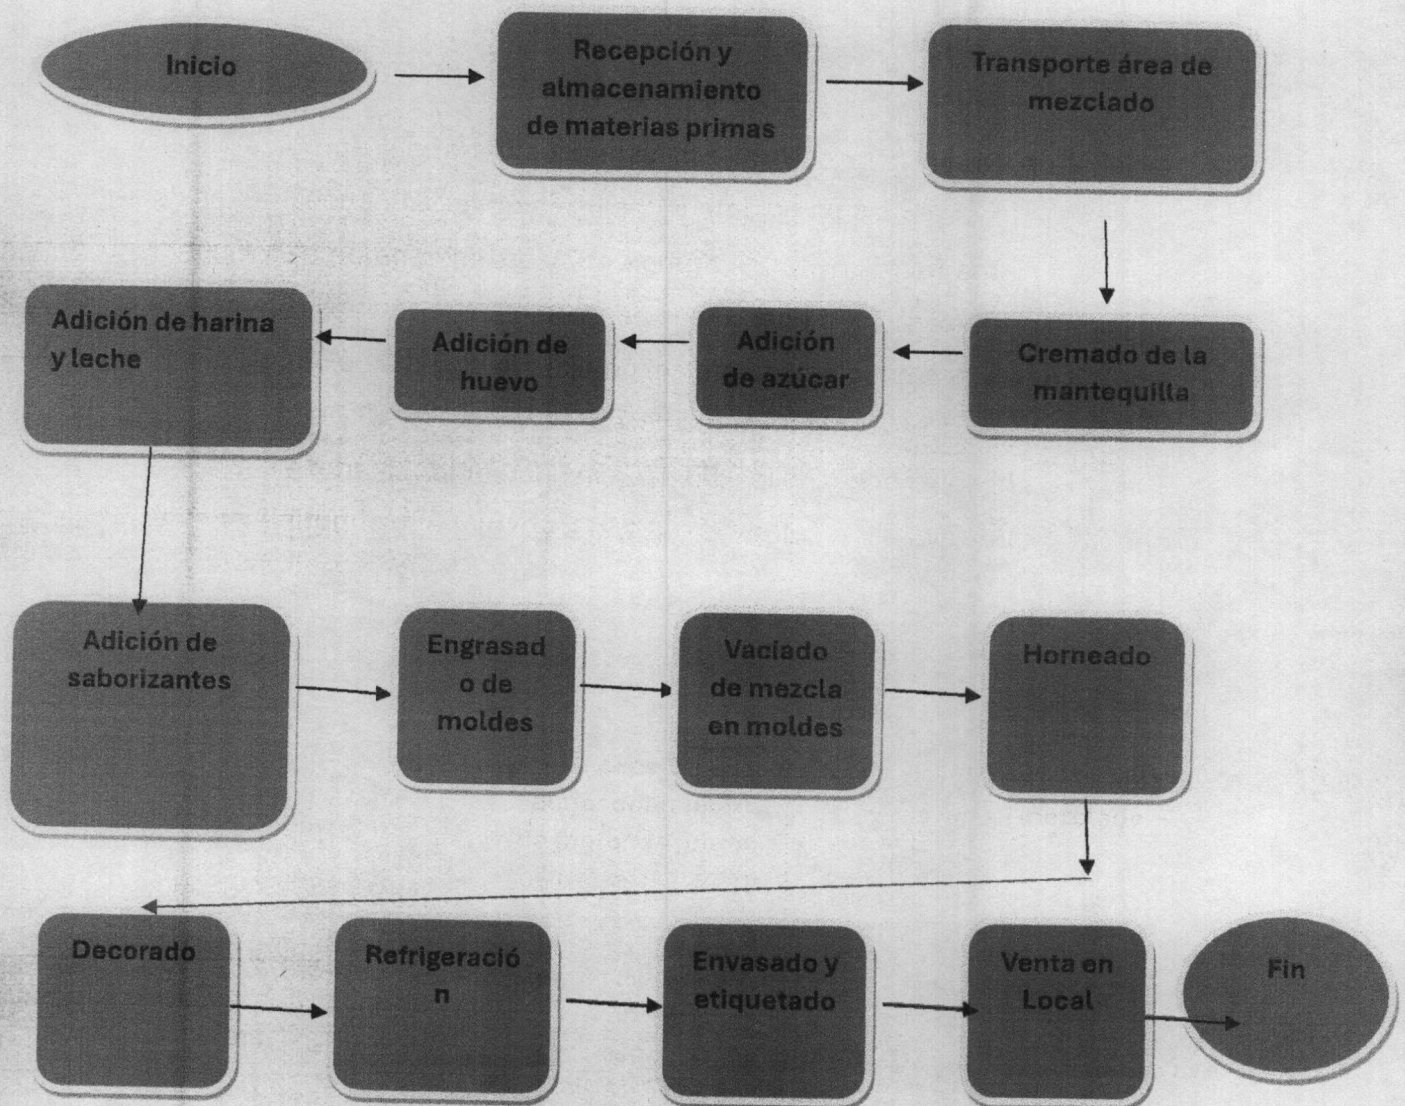 Inicio
Recepción y
almacenamiento
de materias primas
Transporte área de
mezclado
Cremado de la
mantequilla
Adición
de azúcar
Adición de
huevo
Adición de harina
y leche
Adición de
saborizantes
Engrasad
o de
moldes
Vaciado
de mezcla
en moldes
Horneado
Decorado
Refrigeració
n
Envasado y
etiquetado
Venta en
Local
Fin